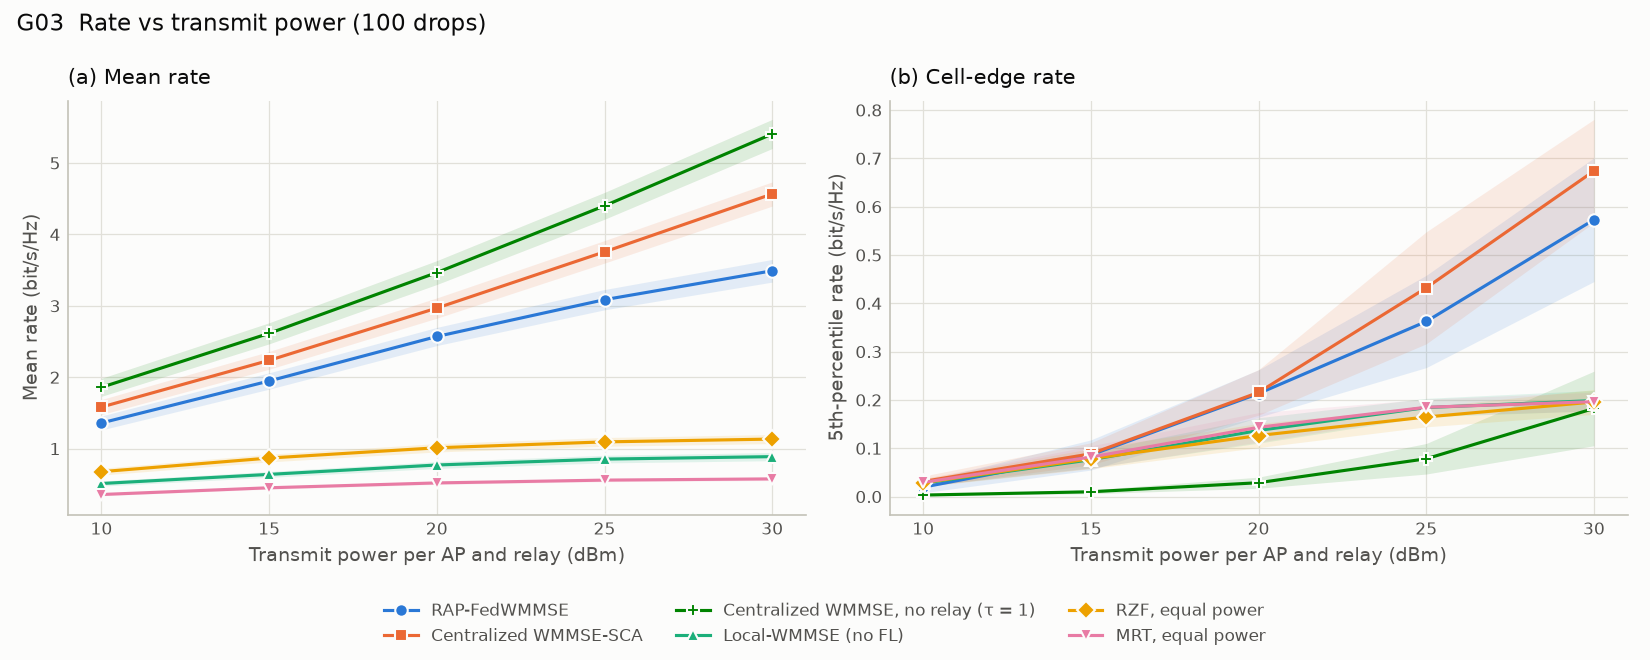 G03  Rate vs transmit power (100 drops)
(a) Mean rate
Mean rate (bit/s/Hz)
5
4
3
2
1
10 15 20 25 30
Transmit power per AP and relay (dBm)
(b) Cell-edge rate
5th-percentile rate (bit/s/Hz)
0.8
0.7
0.6
0.5
0.4
0.3
0.2
0.1
0.0
10 15 20 25 30
Transmit power per AP and relay (dBm)
RAP-FedWMMSE
Centralized WMMSE-SCA
Centralized WMMSE, no relay (τ = 1)
Local-WMMSE (no FL)
RZF, equal power
MRT, equal power